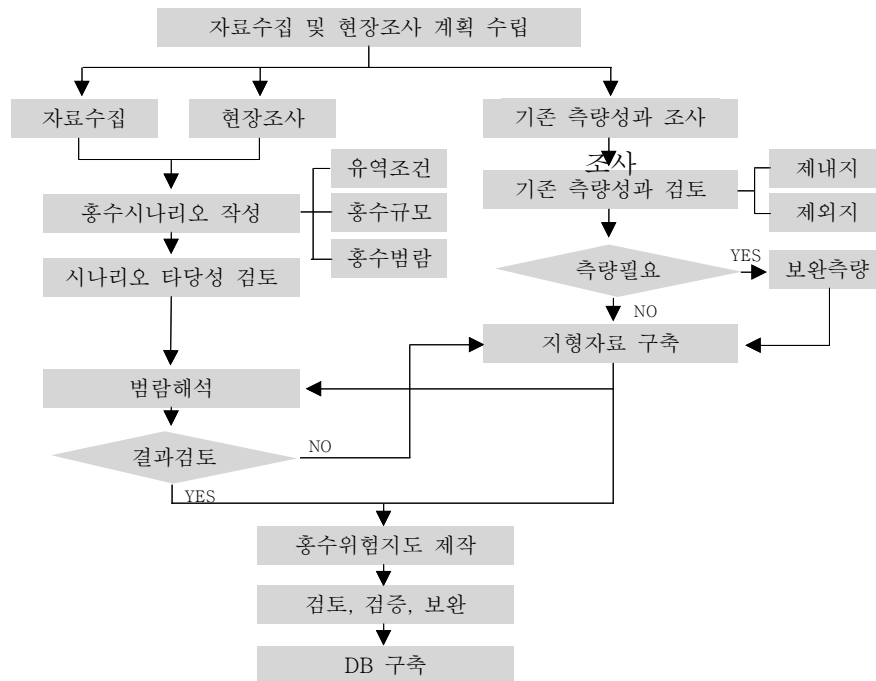 자료수집 및 현장조사 계획 수립
자료수집
현장조사
기존 측량성과 조사
조사
유역조건
제내지
기존 측량성과 검토
홍수시나리오 작성
홍수규모
제외지
홍수범람
시나리오 타당성 검토
측량필요
YES
보완측량
NO
지형자료 구축
범람해석
결과검토
NO
YES
홍수위험지도 제작
검토, 검증, 보완
DB 구축